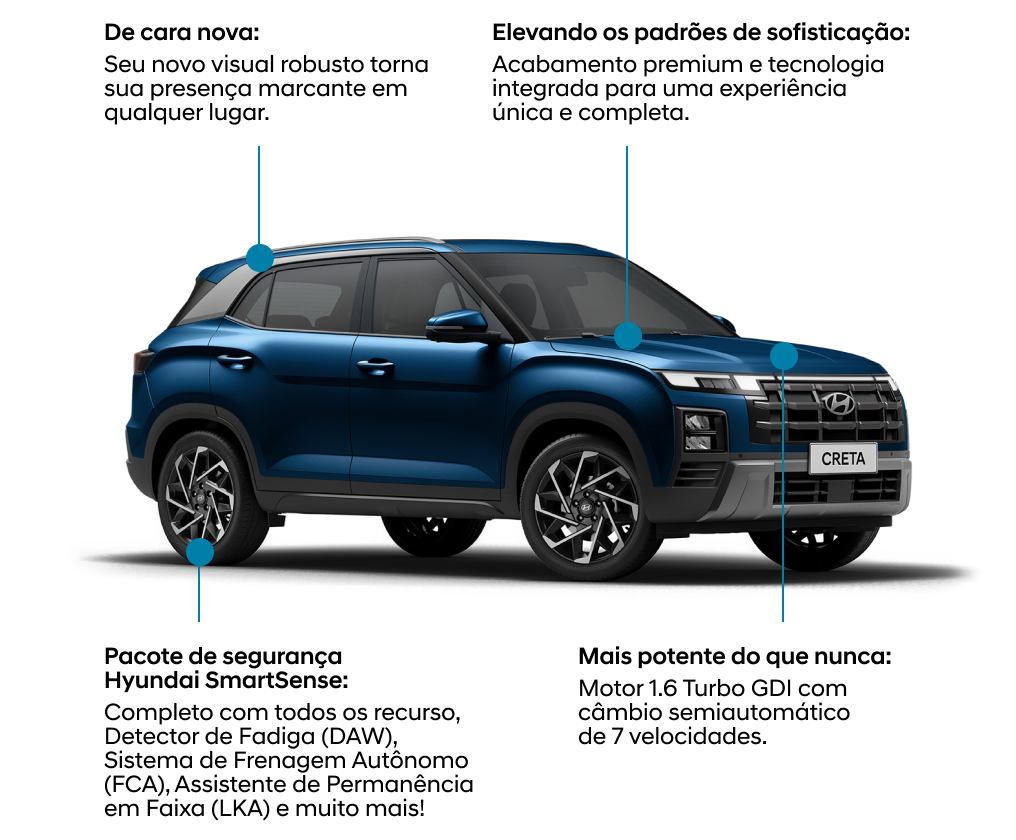 De cara nova:
Seu novo visual robusto torna
sua presença marcante em
qualquer lugar.
Elevando os padrões de sofisticação:
Acabamento premium e tecnologia
integrada para uma experiência
única e completa.
CRETA
Pacote de segurança
Hyundai SmartSense:
Completo com todos os recurso,
Detector de Fadiga (DAW),
Sistema de Frenagem Autônomo
(FCA), Assistente de Permanência
em Faixa (LKA) e muito mais!
Mais potente do que nunca:
Motor 1.6 Turbo GDI com
câmbio semiautomático
de 7 velocidades.